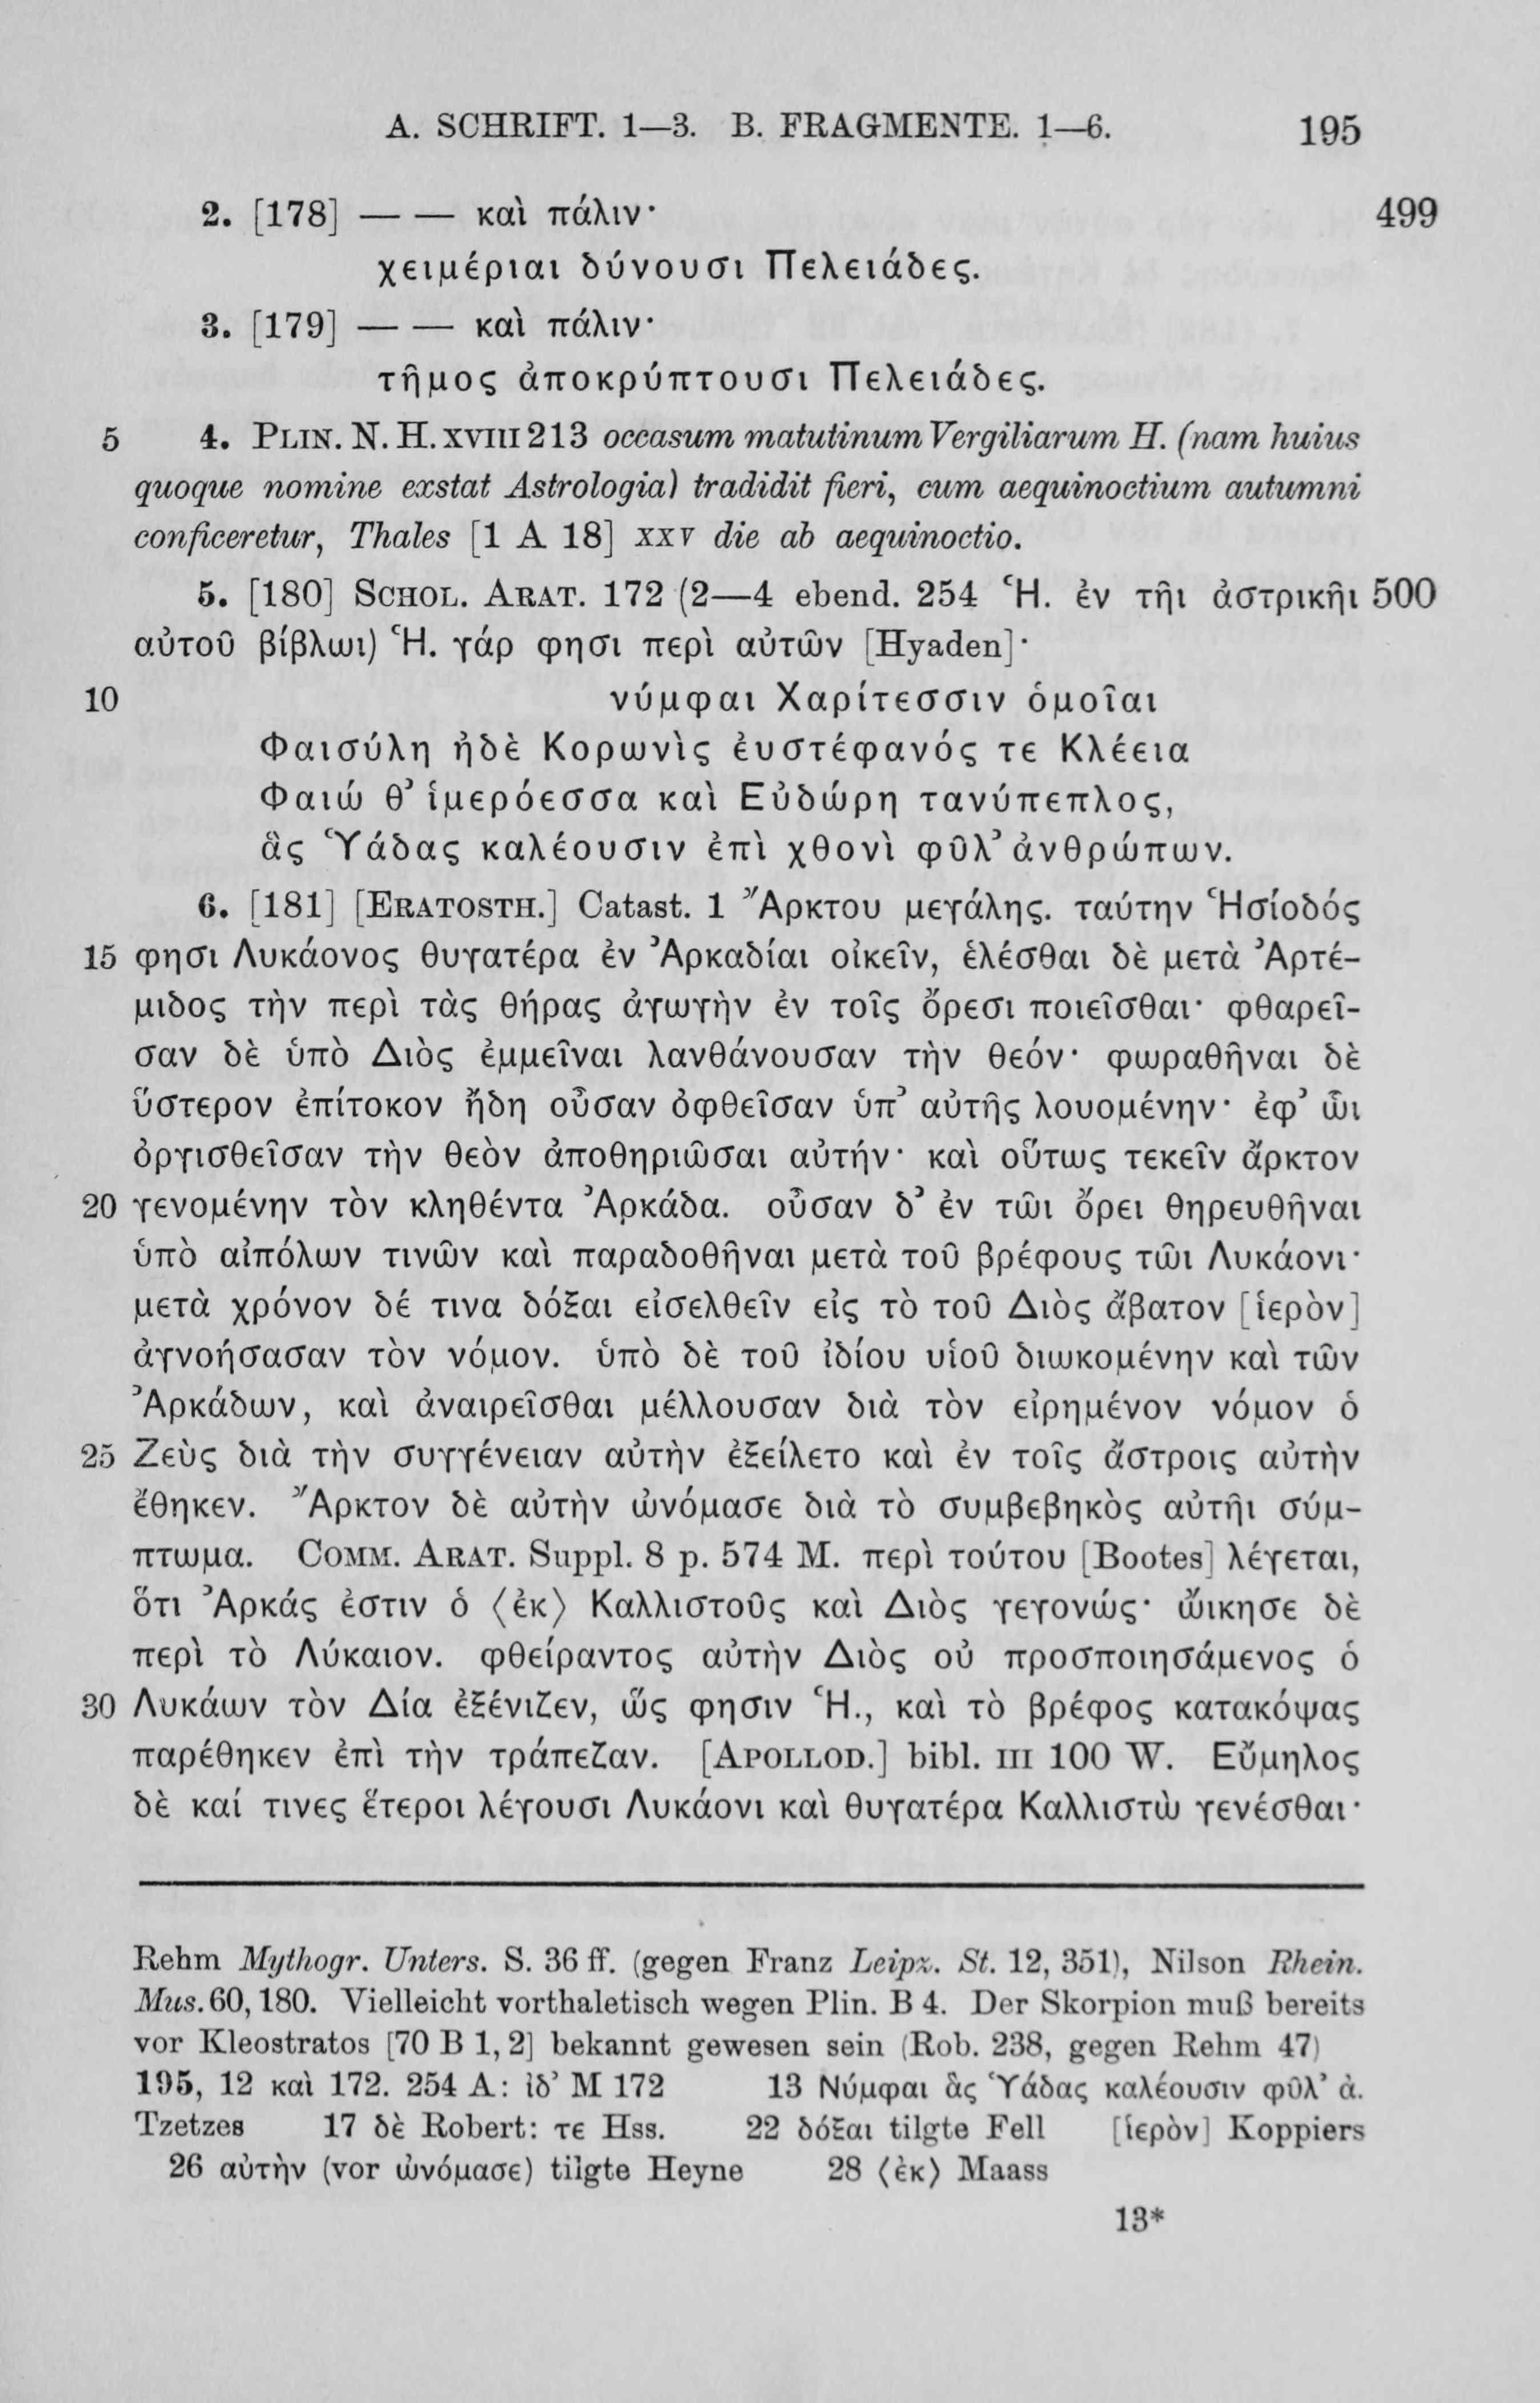 A. SCHRIFT. 1—3. B. FRAGMENTE. 1—6. 195
2. [178] — — καὶ πάλιν· 499
χειμέριαι δύνουσι Πελειάδες.
3. [179] — — καὶ πάλιν·
τῆμος ἀποκρύπτουσι Πελειάδες.
5 4. PLIN. N. H. XVIII 213 occasum matutinum Vergiliarum H. (nam huius
quoque nomine exstat Astrologia) tradidit fieri, cum aequinoctium autumni
conficeretur, Thales [1 A 18] XXV die ab aequinoctio.
5. [180] SCHOL. ARAT. 172 (2—4 ebend. 254 Ἡ. ἐν τῆι ἀστρικῆι 500
αὐτοῦ βίβλωι) Ἡ. γάρ φησι περὶ αὐτῶν [Hyaden]·
10 νύμφαι Χαρίτεσσιν ὁμοῖαι
Φαισύλη ἠδὲ Κορωνὶς ἐυστέφανός τε Κλέεια
Φαιώ θ’ ἱμερόεσσα καὶ Εὐδώρη τανύπεπλος,
ἃς Ὑάδας καλέουσιν ἐπὶ χθονὶ φῦλ’ ἀνθρώπων.
6. [181] [ERATOSTH.] Catast. 1 Ἄρκτου μεγάλης. ταύτην Ἡσίοδός
15 φησι Λυκάονος θυγατέρα ἐν Ἀρκαδίαι οἰκεῖν, ἑλέσθαι δὲ μετὰ Ἀρτέ-
μιδος τὴν περὶ τὰς θήρας ἀγωγὴν ἐν τοῖς ὄρεσι ποιεῖσθαι· φθαρεῖ-
σαν δὲ ὑπὸ Διὸς ἐμμεῖναι λανθάνουσαν τὴν θεόν· φωραθῆναι δὲ
ὕστερον ἐπίτοκον ἤδη οὖσαν ὀφθεῖσαν ὑπ’ αὐτῆς λουομένην· ἐφ’ ὧι
ὀργισθεῖσαν τὴν θεὸν ἀποθηριῶσαι αὐτήν· καὶ οὕτως τεκεῖν ἄρκτον
20 γενομένην τὸν κληθέντα Ἀρκάδα. οὖσαν δ’ ἐν τῶι ὄρει θηρευθῆναι
ὑπὸ αἰπόλων τινῶν καὶ παραδοθῆναι μετὰ τοῦ βρέφους τῶι Λυκάονι·
μετὰ χρόνον δέ τινα δόξαι εἰσελθεῖν εἰς τὸ τοῦ Διὸς ἄβατον [ἱερὸν]
ἀγνοήσασαν τὸν νόμον. ὑπὸ δὲ τοῦ ἰδίου υἱοῦ διωκομένην καὶ τῶν
Ἀρκάδων, καὶ ἀναιρεῖσθαι μέλλουσαν διὰ τὸν εἰρημένον νόμον ὁ
25 Ζεὺς διὰ τὴν συγγένειαν αὐτὴν ἐξείλετο καὶ ἐν τοῖς ἄστροις αὐτὴν
ἔθηκεν. Ἄρκτον δὲ αὐτὴν ὠνόμασε διὰ τὸ συμβεβηκὸς αὐτῆι σύμ-
πτωμα. COMM. ARAT. Suppl. 8 p. 574 M. περὶ τούτου [Bootes] λέγεται,
ὅτι Ἀρκάς ἐστιν ὁ ⟨ἐκ⟩ Καλλιστοῦς καὶ Διὸς γεγονώς· ὤικησε δὲ
περὶ τὸ Λύκαιον. φθείραντος αὐτὴν Διὸς οὐ προσποιησάμενος ὁ
30 Λυκάων τὸν Δία ἐξένιζεν, ὥς φησιν Ἡ., καὶ τὸ βρέφος κατακόψας
παρέθηκεν ἐπὶ τὴν τράπεζαν. [APOLLOD.] bibl. III 100 W. Εὔμηλος
δὲ καί τινες ἕτεροι λέγουσι Λυκάονι καὶ θυγατέρα Καλλιστὼ γενέσθαι·
Rehm Mythogr. Unters. S. 36 ff. (gegen Franz Leipz. St. 12, 351), Nilson Rhein.
Mus. 60, 180. Vielleicht vorthaletisch wegen Plin. B 4. Der Skorpion muß bereits
vor Kleostratos [70 B 1, 2] bekannt gewesen sein (Rob. 238, gegen Rehm 47)
195, 12 καὶ 172. 254 A: ἰδ’ M 172 13 Νύμφαι ἃς Ὑάδας καλέουσιν φῦλ’ ἀ.
Tzetzes 17 δὲ Robert: τε Hss. 22 δόξαι tilgte Fell [ἱερὸν] Koppiers
26 αὐτὴν (vor ὠνόμασε) tilgte Heyne 28 ⟨ἐκ⟩ Maass
13*